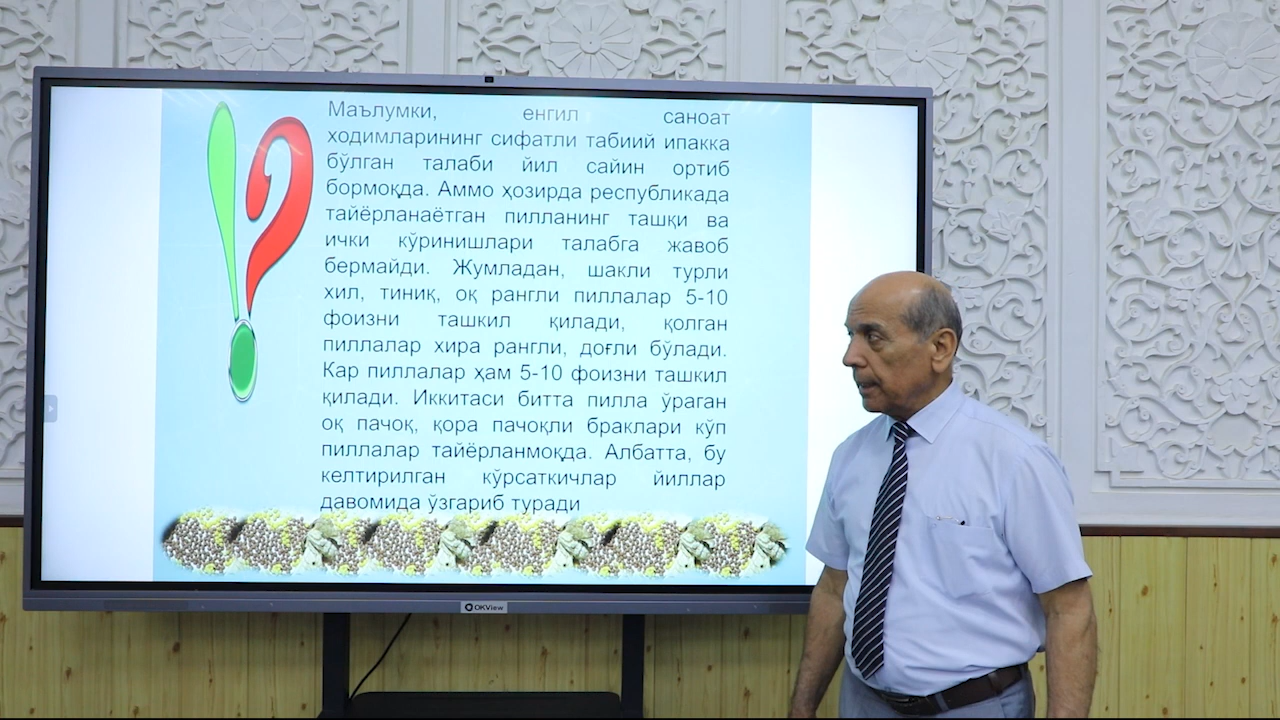 Маълумки, енгил саноат
ходимларининг сифатли табиий ипакка
бўлган талаби йил сайин ортиб
бормоқда. Аммо ҳозирда республикада
тайёрланаётган пилланинг ташқи ва
ички кўринишлари талабга жавоб
бермайди. Жумладан, шакли турли
хил, тиниқ, оқ рангли пиллалар 5-10
фоизни ташкил қилади, қолган
пиллалар хира рангли, доғли бўлади.
Кар пиллалар ҳам 5-10 фоизни ташкил
қилади. Иккитаси битта пилла ўраган
оқ пачоқ, қора пачоқли браклари кўп
пиллалар тайёрланмоқда. Албатта, бу
келтирилган кўрсаткичлар йиллар
давомида ўзгариб туради
OKView